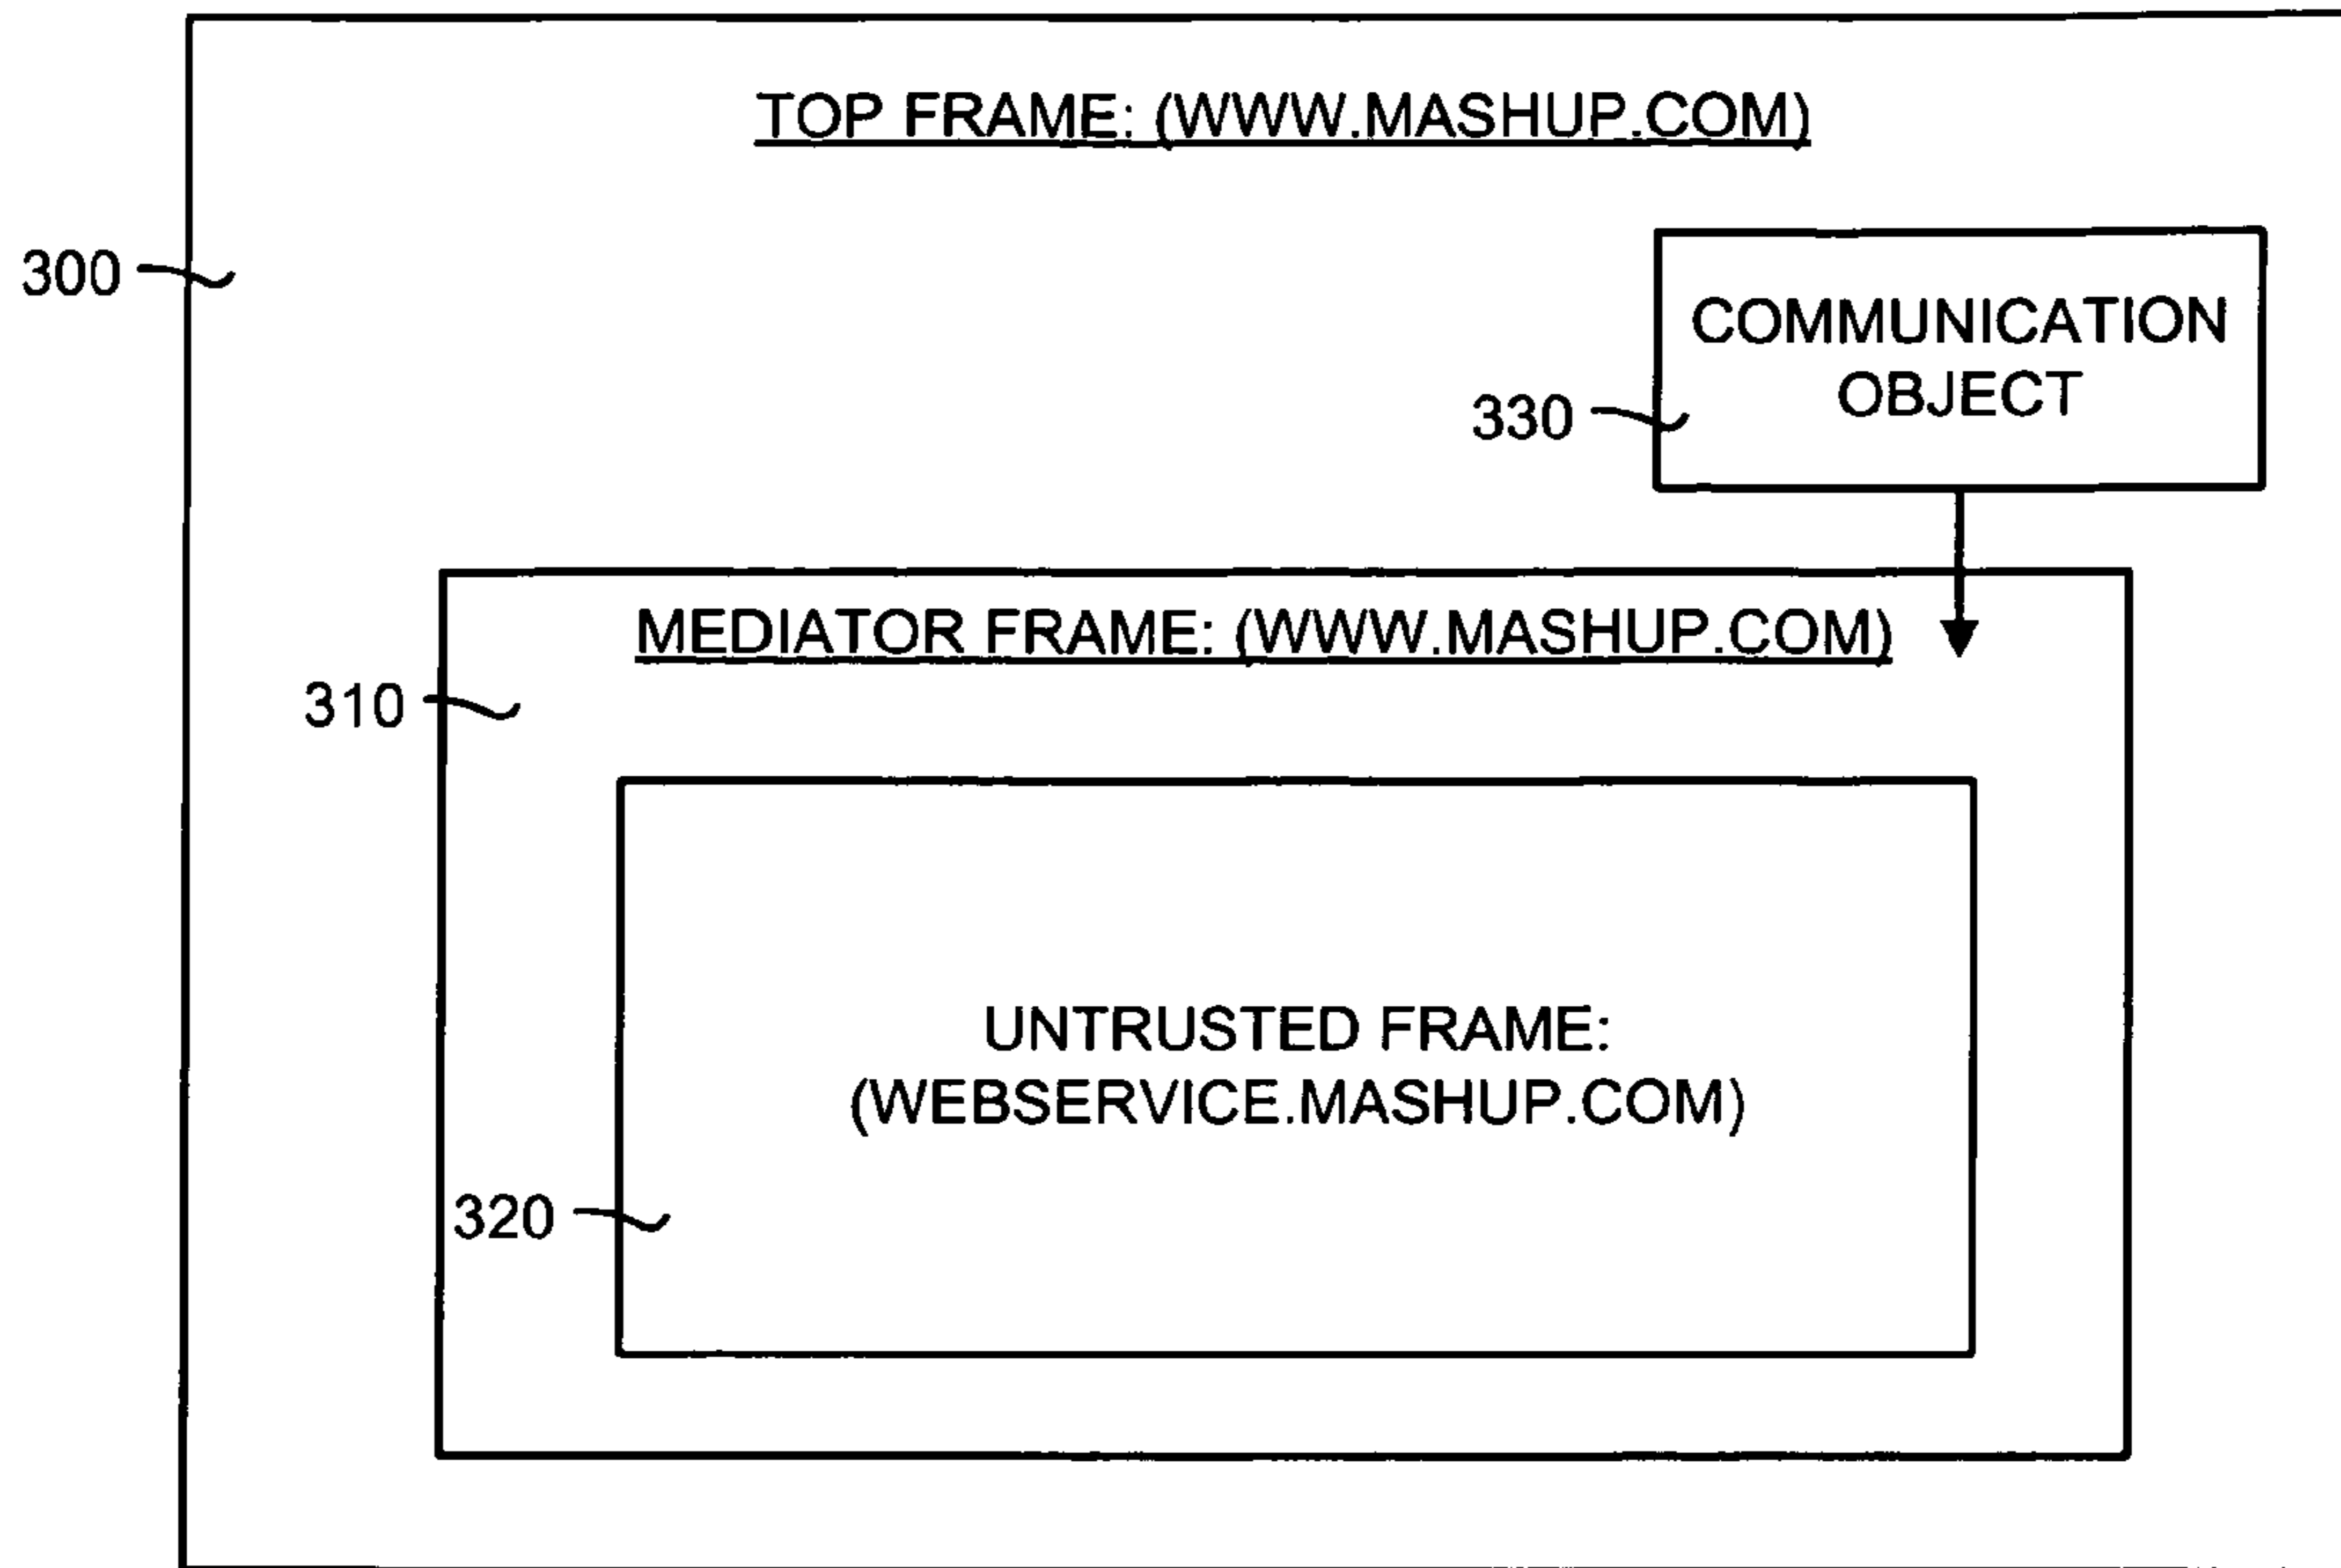 TOP FRAME: (WWW.MASHUP.COM)
300
COMMUNICATION
OBJECT
330
MEDIATOR FRAME: (WWW.MASHUP.COM)
310
UNTRUSTED FRAME:
(WEBSERVICE.MASHUP.COM)
320